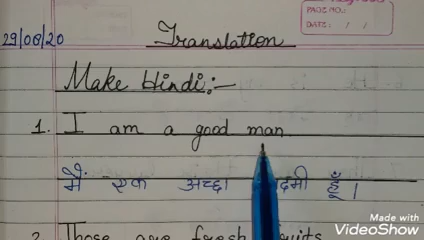 PAGE NO.:
DATE: / /
29/08/20 Translation
Make Hindi:-
1. I am a good man.
मैं एक अच्छा हूँ।
2. Those are fresh
Made with
VideoShow